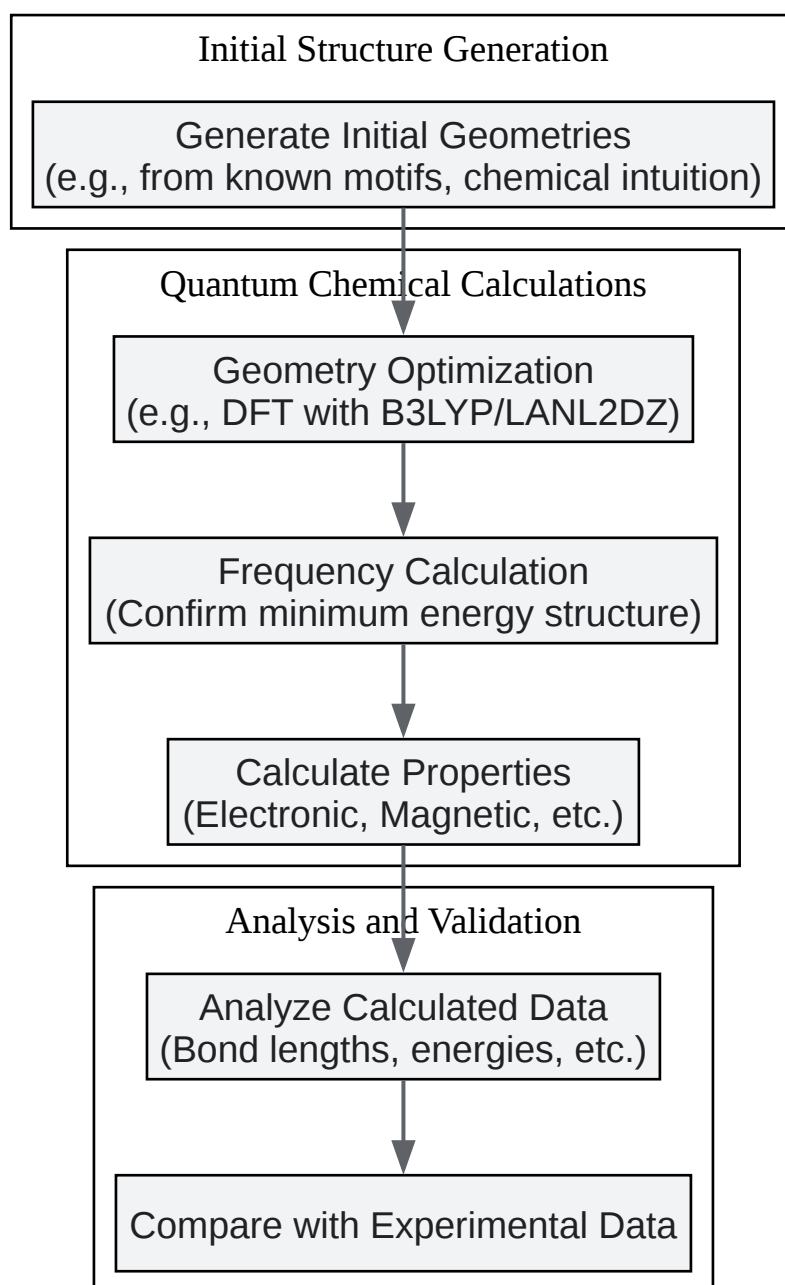 Initial Structure Generation
Generate Initial Geometries
(e.g., from known motifs, chemical intuition)
Quantum Chemical Calculations
Geometry Optimization
(e.g., DFT with B3LYP/LANL2DZ)
Frequency Calculation
(Confirm minimum energy structure)
Calculate Properties
(Electronic, Magnetic, etc.)
Analysis and Validation
Analyze Calculated Data
(Bond lengths, energies, etc.)
Compare with Experimental Data